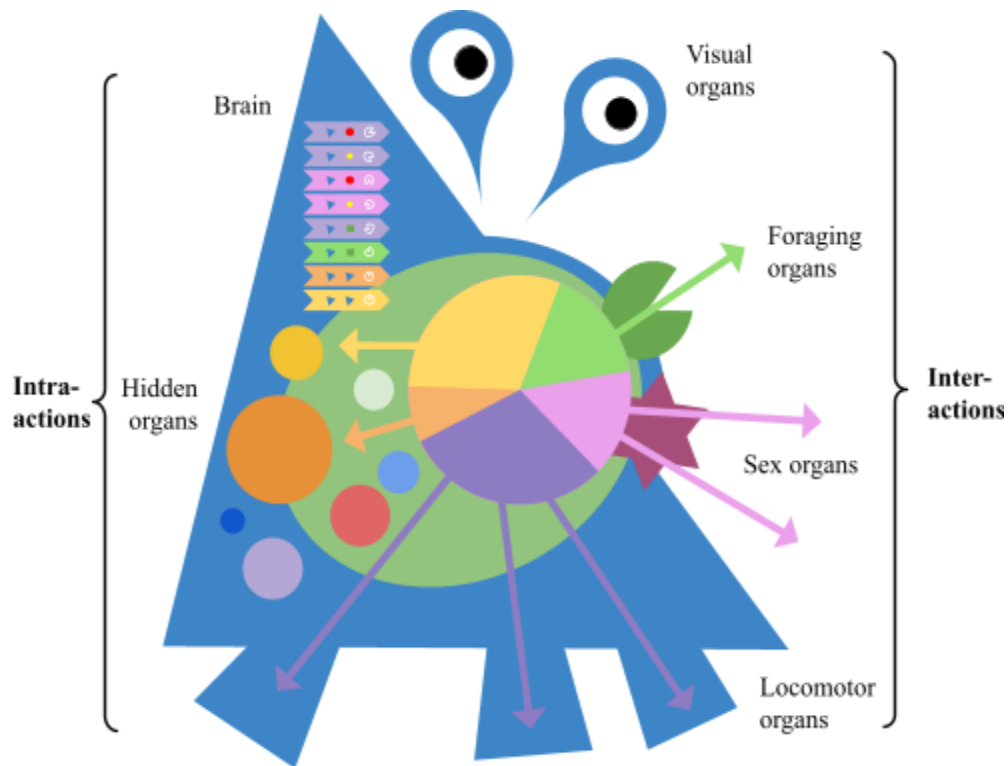 Visual
organs
Brain
Foraging
organs
Intra-
actions
Hidden
organs
Inter-
actions
Sex organs
Locomotor
organs